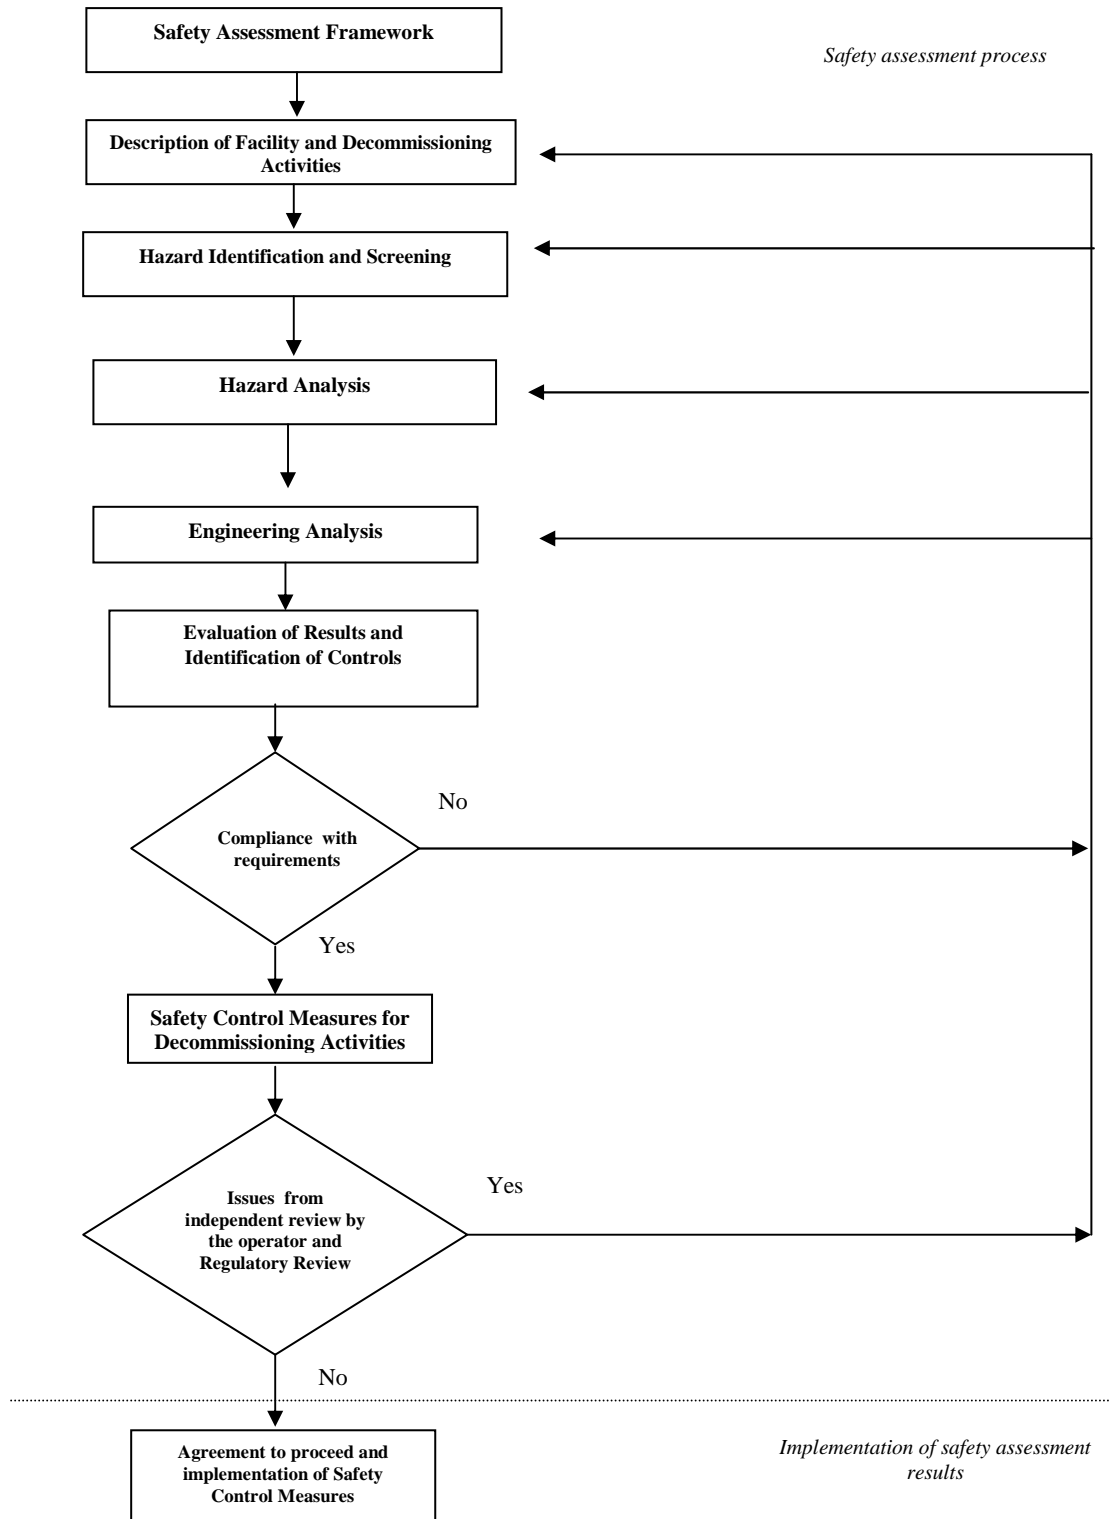 Safety Assessment Framework
Safety assessment process
Description of Facility and Decommissioning
Activities
Hazard Identification and Screening
Hazard Analysis
Engineering Analysis
Evaluation of Results and
Identification of Controls
No
Compliance with
requirements
Yes
Safety Control Measures for
Decommissioning Activities
Yes
Issues from
independent review by
the operator and
Regulatory Review
No
Agreement to proceed and
implementation of Safety
Control Measures
Implementation of safety assessment
results